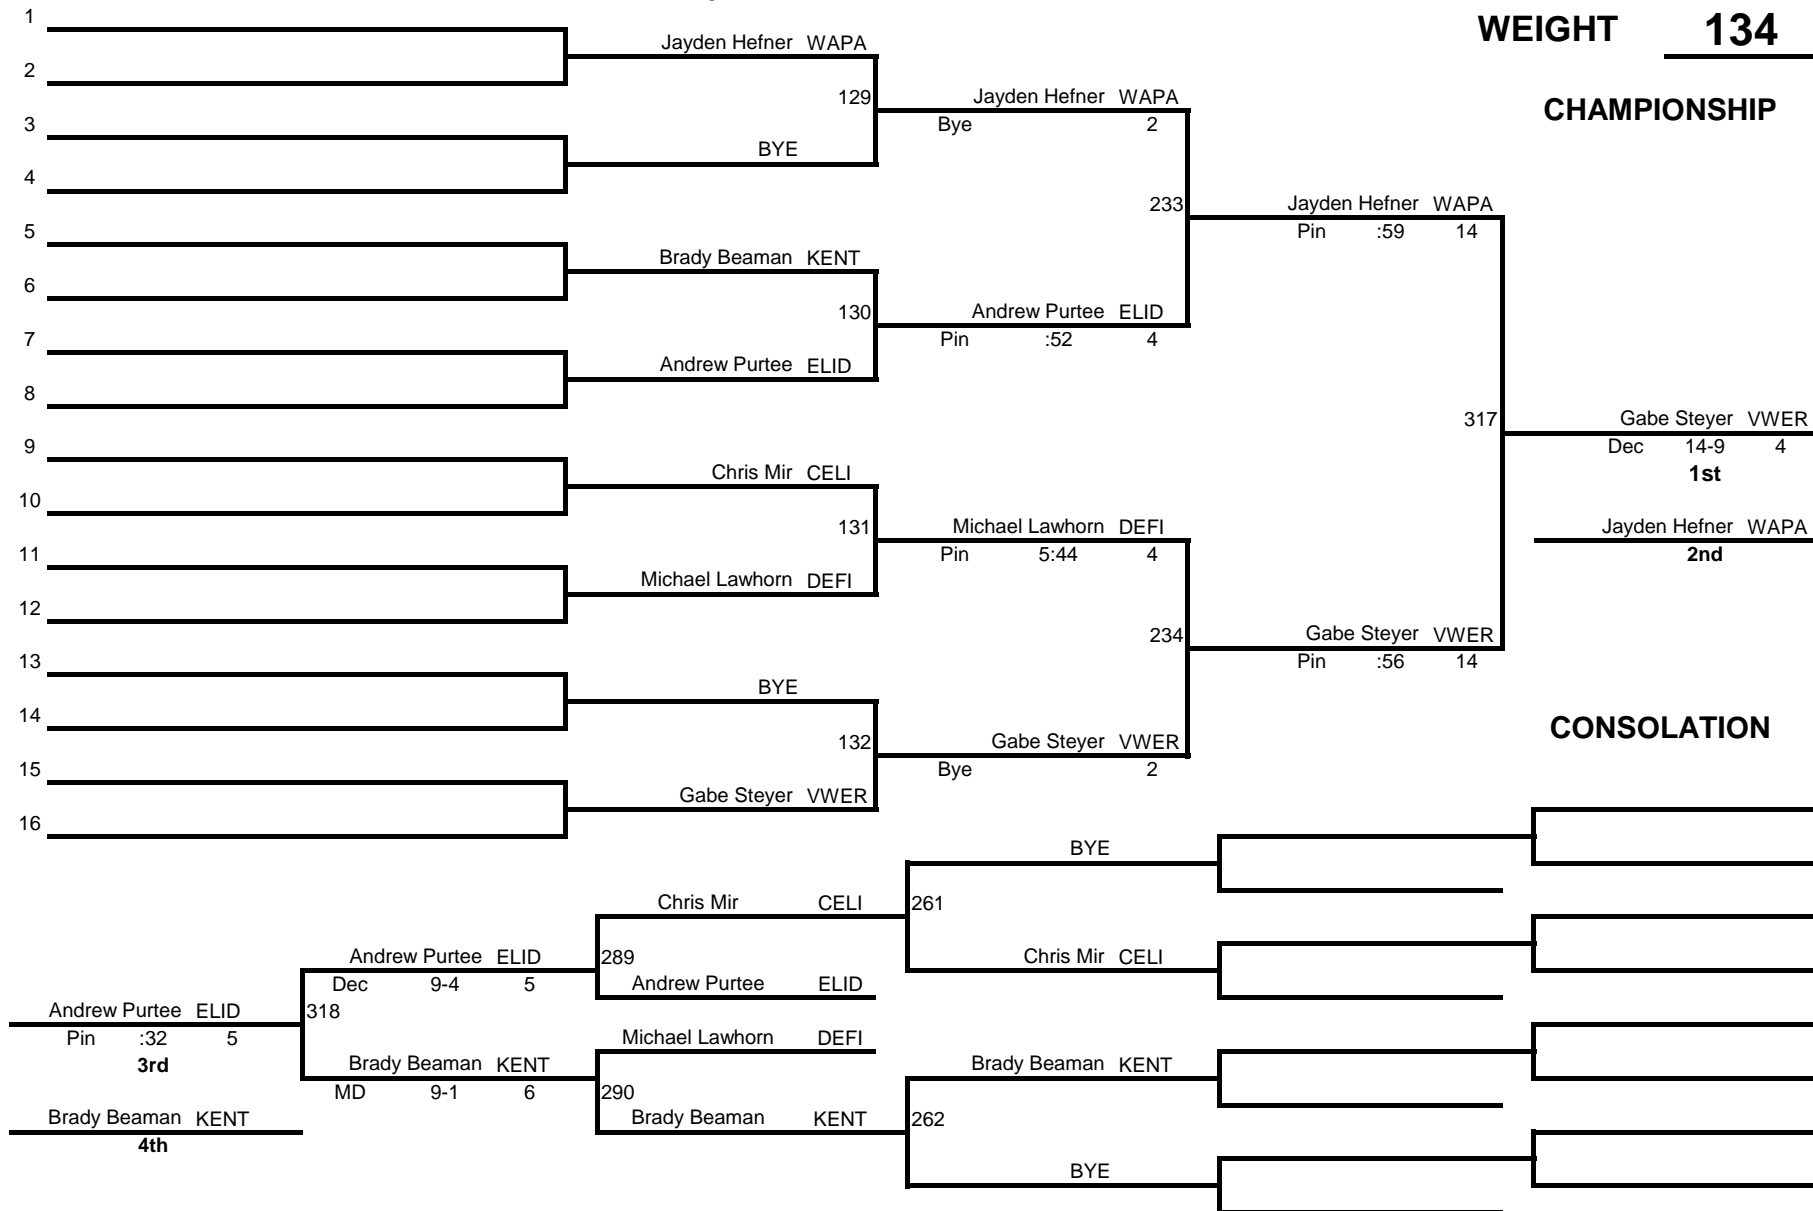 WEIGHT 134
CHAMPIONSHIP
1
2
3
4
5
6
7
8
9
10
11
12
13
14
15
16
Jayden Hefner WAPA
129
BYE
Brady Beaman KENT
130
Andrew Purtee ELID
Chris Mir CELI
131
Michael Lawhorn DEFI
BYE
132
Gabe Steyer VWER
Jayden Hefner WAPA
Bye 2
233
Andrew Purtee ELID
Pin :52 4
Michael Lawhorn DEFI
Pin 5:44 4
234
Gabe Steyer VWER
Bye 2
Jayden Hefner WAPA
Pin :59 14
317
Gabe Steyer VWER
Pin :56 14
Gabe Steyer VWER
Dec 14-9 4
1st
Jayden Hefner WAPA
2nd
CONSOLATION
BYE
261
Chris Mir CELI
Brady Beaman KENT
262
BYE
Chris Mir CELI
289
Andrew Purtee ELID
Michael Lawhorn DEFI
290
Brady Beaman KENT
Andrew Purtee ELID
Dec 9-4 5
318
Brady Beaman KENT
MD 9-1 6
Andrew Purtee ELID
Pin :32 5
3rd
Brady Beaman KENT
4th